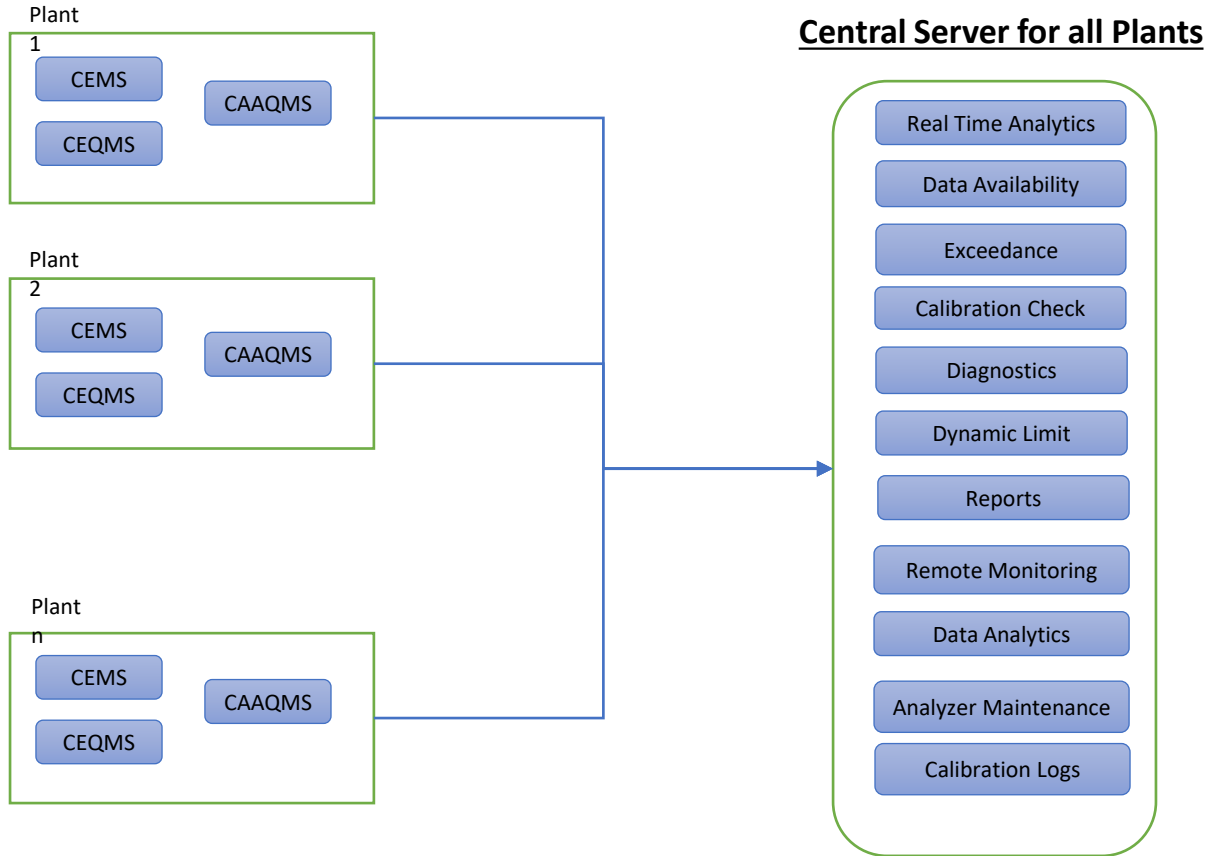 Plant
1
CEMS
CAAQMS
CEQMS
Plant
2
CEMS
CAAQMS
CEQMS
Plant
n
CEMS
CAAQMS
CEQMS
Central Server for all Plants
Real Time Analytics
Data Availability
Exceedance
Calibration Check
Diagnostics
Dynamic Limit
Reports
Remote Monitoring
Data Analytics
Analyzer Maintenance
Calibration Logs